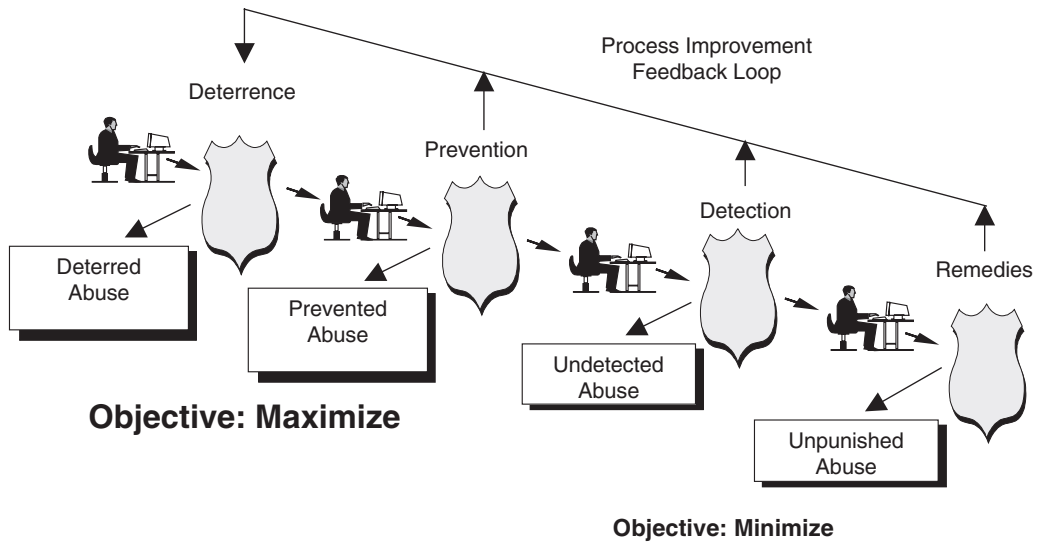 Process Improvement
Feedback Loop
Deterrence
Prevention
Detection
Remedies
Deterred
Abuse
Prevented
Abuse
Undetected
Abuse
Unpunished
Abuse
Objective: Maximize
Objective: Minimize